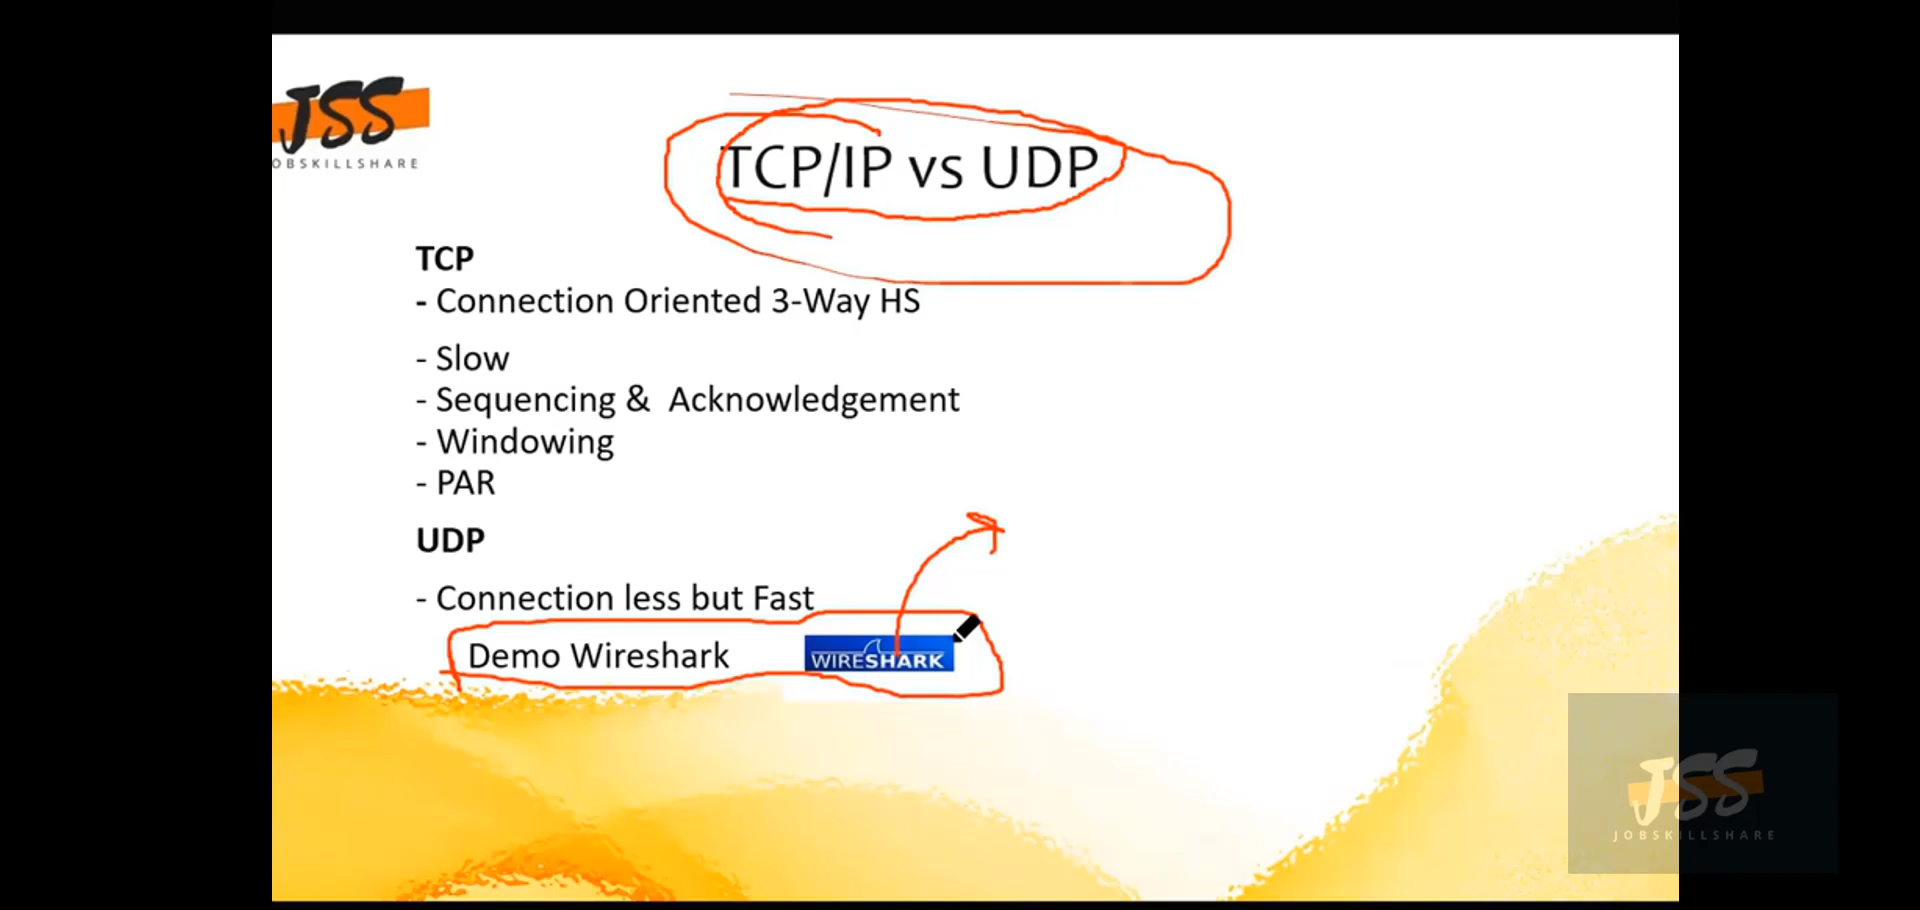 JSS
OBSKILLSHARE
TCP/IP vs UDP
TCP
- Connection Oriented 3-Way HS
- Slow
- Sequencing &  Acknowledgement
- Windowing
- PAR
UDP
- Connection less but Fast
Demo Wireshark
WIRESHARK
JSS
JOBSKILLSHARE